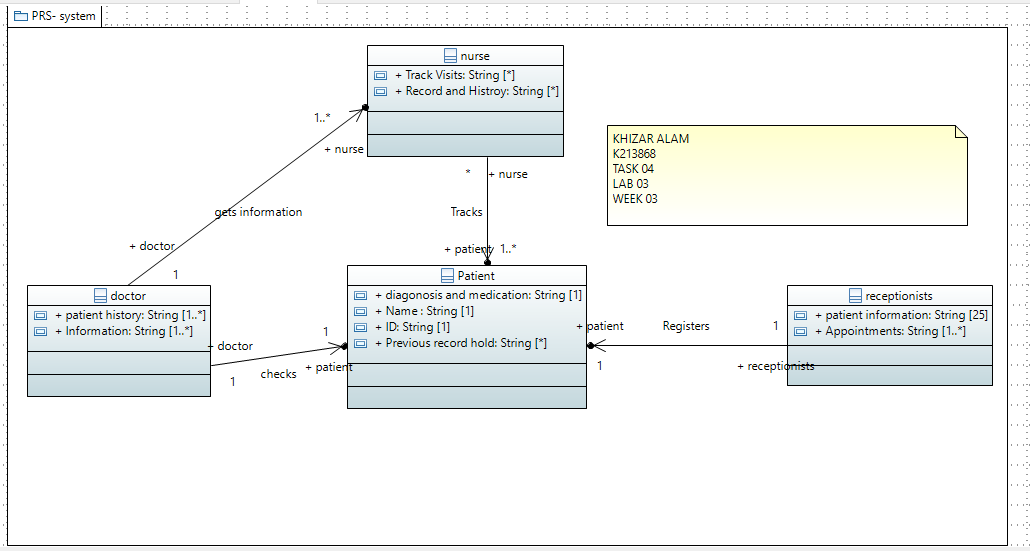 PRS- system
nurse
+ Track Visits: String [*]
+ Record and Histroy: String [*]
1..*
+ nurse
* + nurse
KHIZAR ALAM
K213868
TASK 04
LAB 03
WEEK 03
gets information
Tracks
+ doctor
1
+ patient 1..*
doctor
+ patient history: String [1..*]
+ Information: String [1..*]
Patient
+ diagonosis and medication: String [1]
+ Name : String [1]
+ ID: String [1]
+ Previous record hold: String [*]
receptionists
+ patient information: String [25]
+ Appointments: String [1..*]
1
+ doctor
+ patient
checks
1
+ patient
Registers
1
1
+ receptionists